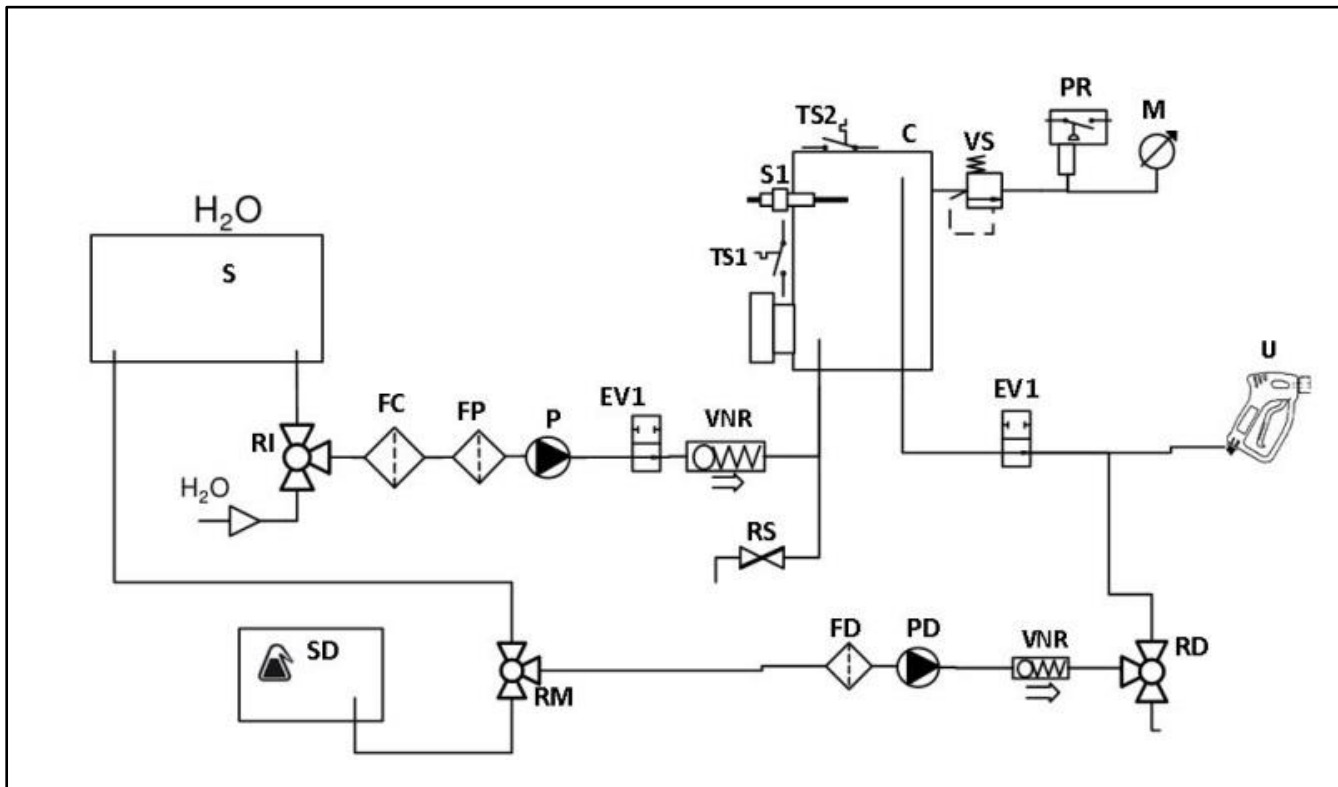 PR
M
TS2
C
VS
S1
H₂O
S
TS1
U
FC
FP
P
EV1
VNR
EV1
RI
H₂O
RS
SD
RM
FD
PD
VNR
RD